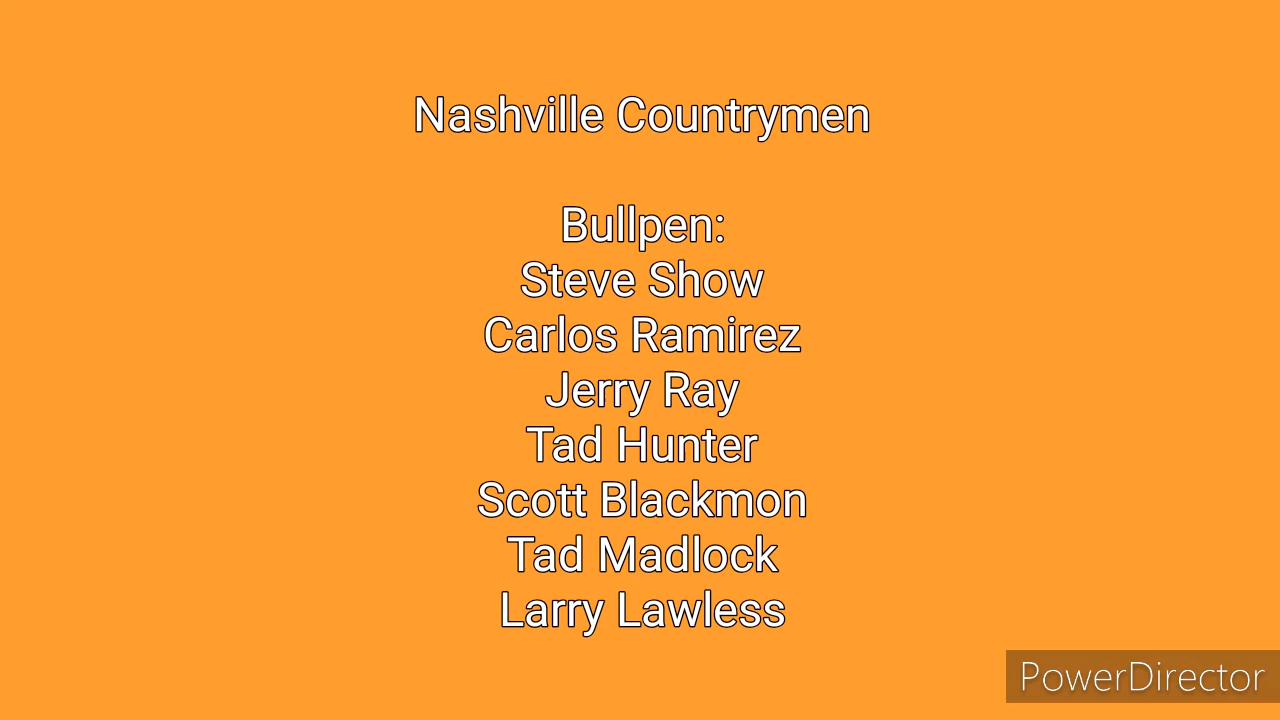 Nashville Countrymen
Bullpen:
Steve Show
Carlos Ramirez
Jerry Ray
Tad Hunter
Scott Blackmon
Tad Madlock
Larry Lawless
PowerDirector